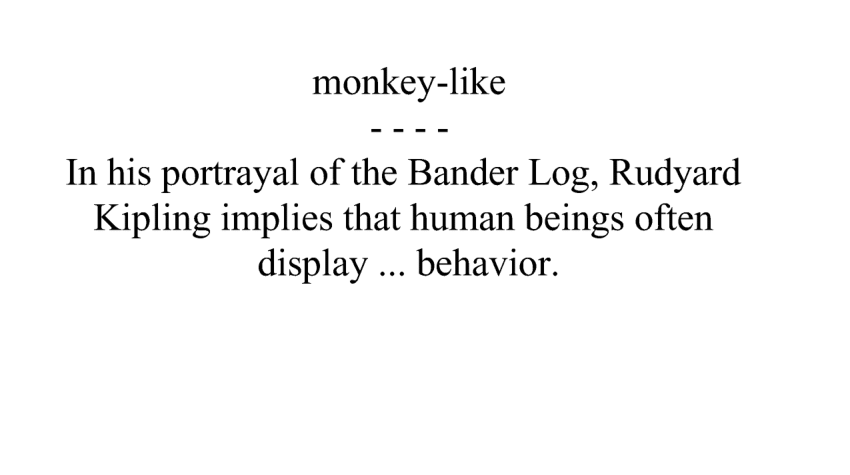 monkey-like
- - - -
In his portrayal of the Bander Log, Rudyard
Kipling implies that human beings often
display ... behavior.